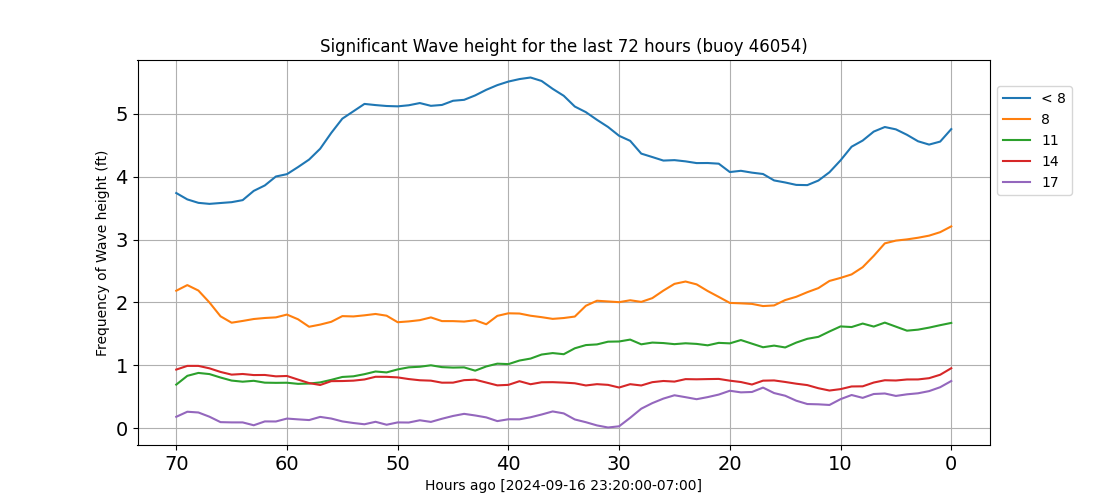 Significant Wave height for the last 72 hours (buoy 46054)
Frequency of Wave height (ft)
5
4
3
2
1
0
70 60 50 40 30 20 10 0
Hours ago [2024-09-16 23:20:00-07:00]
< 8
8
11
14
17